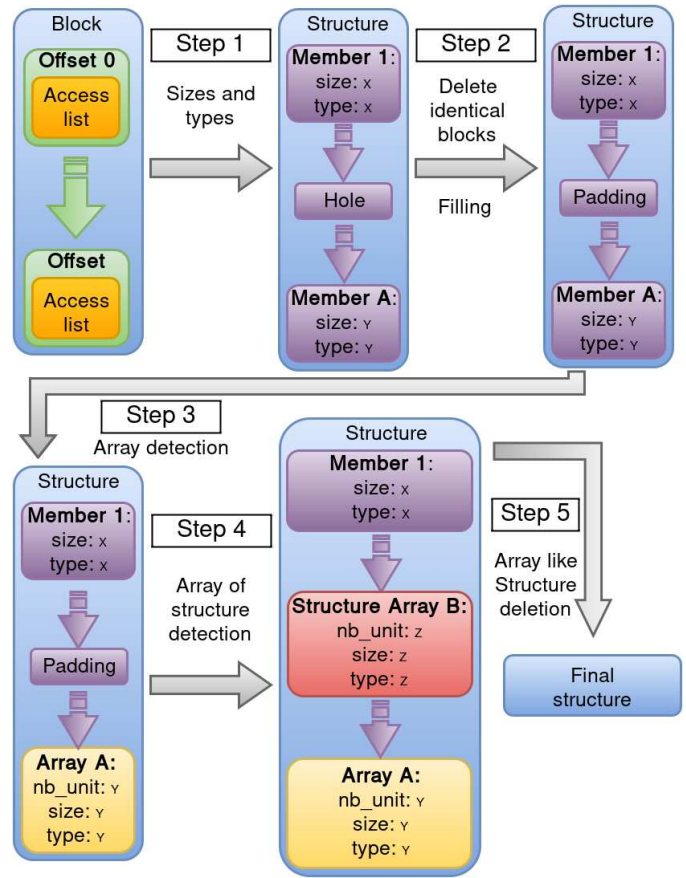 Block
Offset 0
Access
list
Offset
Access
list
Step 1
Sizes and
types
Structure
Member 1:
size: X
type: X
Hole
Member A:
size: Y
type: Y
Step 2
Delete
identical
blocks
Filling
Structure
Member 1:
size: X
type: X
Padding
Member A:
size: Y
type: Y
Step 3
Array detection
Structure
Member 1:
size: X
type: X
Padding
Array A:
nb_unit: Y
size: Y
type: Y
Step 4
Array of
structure
detection
Structure
Member 1:
size: X
type: X
Structure Array B:
nb_unit: Z
size: Z
type: Z
Array A:
nb_unit: Y
size: Y
type: Y
Step 5
Array like
Structure
deletion
Final
structure